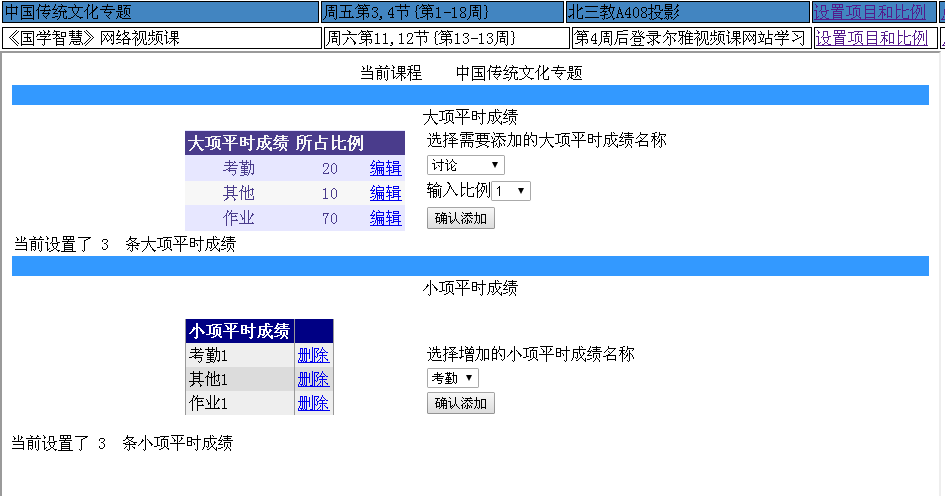 中国传统文化专题 周五第3,4节{第1-18周} 北三教A408投影 设置项目和比例
《国学智慧》网络视频课 周六第11,12节{第13-13周} 第4周后登录尔雅视频课网站学习 设置项目和比例
当前课程 中国传统文化专题
大项平时成绩
大项平时成绩 所占比例 选择需要添加的大项平时成绩名称
考勤 20 编辑 讨论
其他 10 编辑 输入比例 1
作业 70 编辑 确认添加
当前设置了 3 条大项平时成绩
小项平时成绩
小项平时成绩
考勤1 删除 选择增加的小项平时成绩名称
其他1 删除 考勤
作业1 删除 确认添加
当前设置了 3 条小项平时成绩